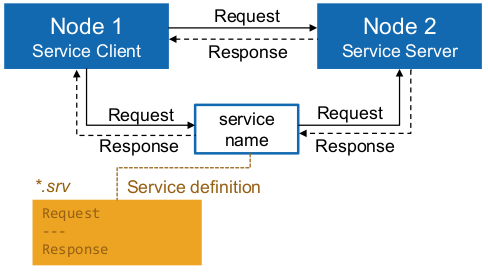 Node 1
Service Client
Request
Response
Node 2
Service Server
Request
Response
service
name
Request
Response
*.srv
Service definition
Request
---
Response